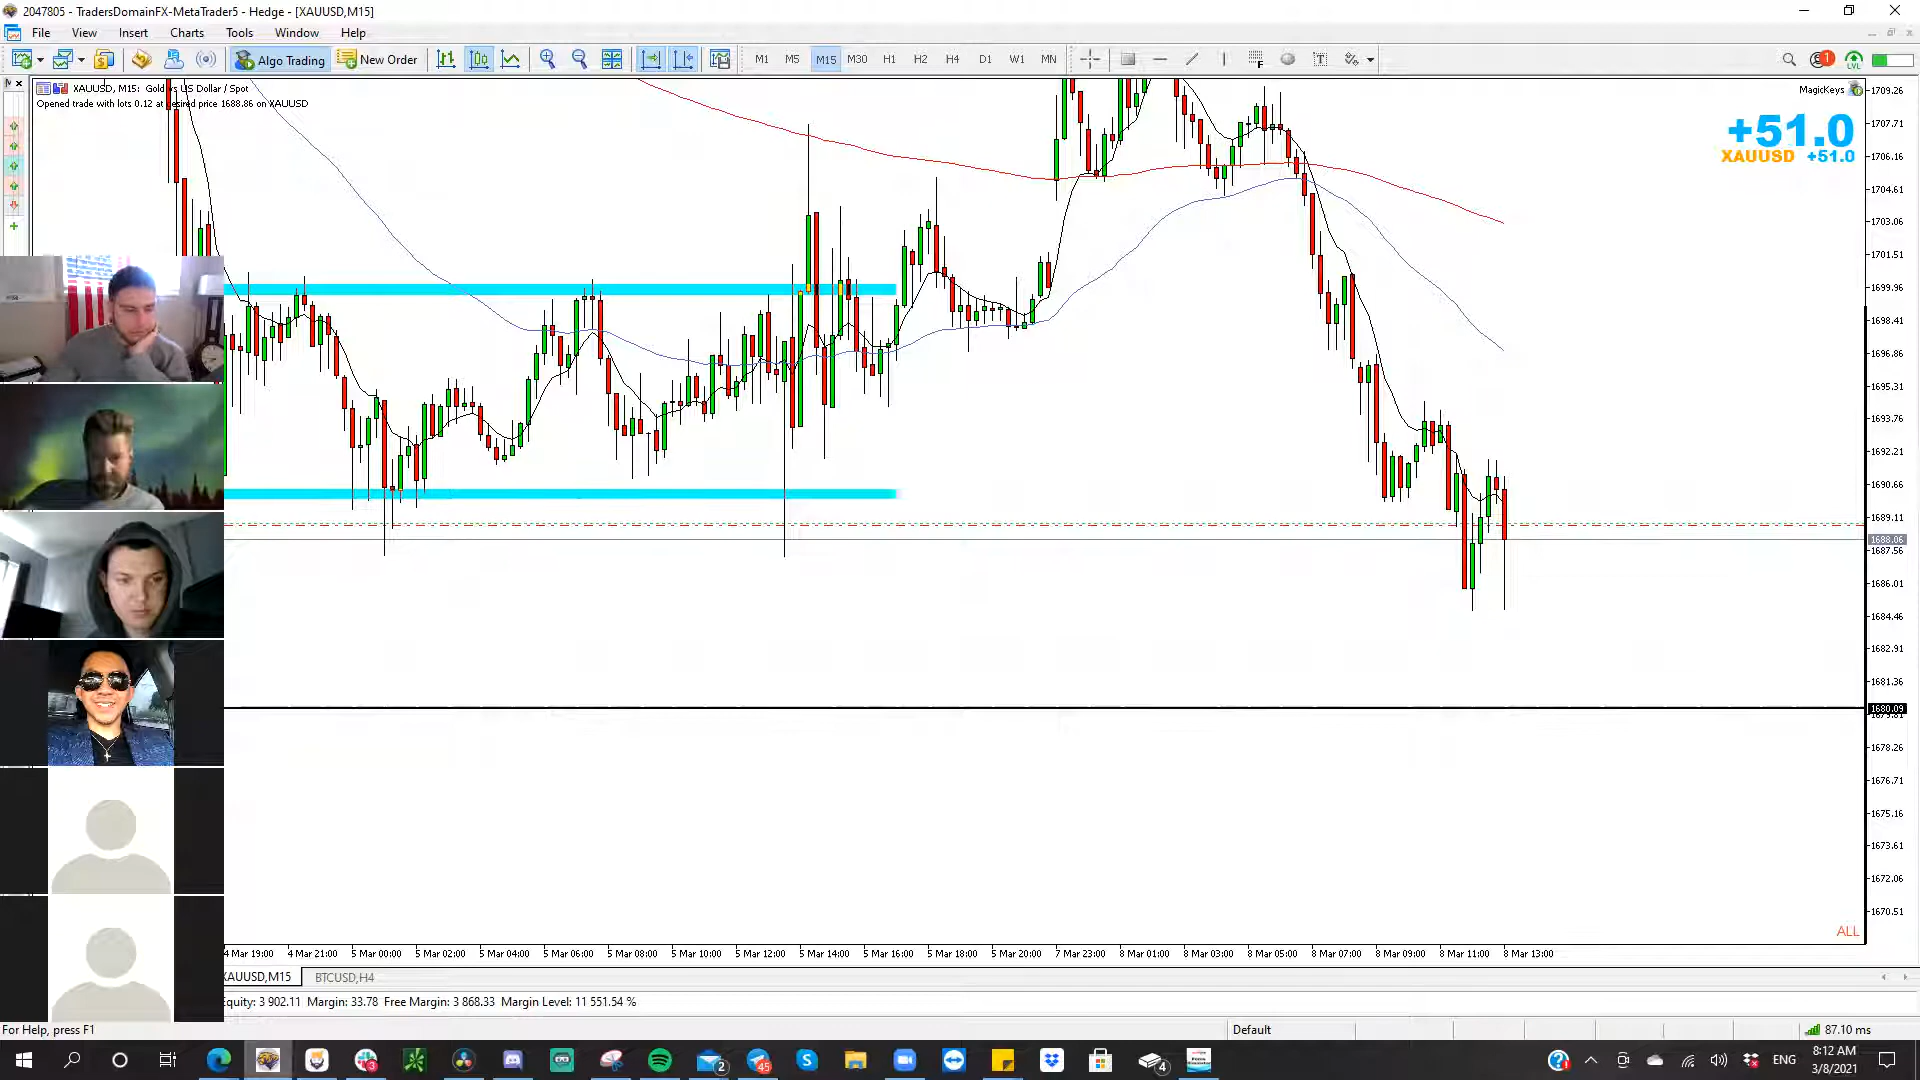 2047805 - TradersDomainFX-MetaTrader5 - Hedge - [XAUUSD,M15]
File View Insert Charts Tools Window Help
Algo Trading New Order M1 M5 M15 M30 H1 H2 H4 D1 W1 MN
XAUUSD, M15: Gold vs US Dollar / Spot
MagicKeys
Opened trade with lots 0.12 at desired price 1688.86 on XAUUSD
+51.0
XAUUSD +51.0
1709.26
1707.71
1706.16
1704.61
1703.06
1701.51
1699.96
1698.41
1696.86
1695.31
1693.76
1692.21
1690.66
1689.11
1688.06
1687.56
1686.01
1684.46
1682.91
1681.36
1680.09
1679.81
1678.26
1676.71
1675.16
1673.61
1672.06
1670.51
ALL
4 Mar 19:00 4 Mar 21:00 5 Mar 00:00 5 Mar 02:00 5 Mar 04:00 5 Mar 06:00 5 Mar 08:00 5 Mar 10:00 5 Mar 12:00 5 Mar 14:00 5 Mar 16:00 5 Mar 18:00 5 Mar 20:00 7 Mar 23:00 8 Mar 01:00 8 Mar 03:00 8 Mar 05:00 8 Mar 07:00 8 Mar 09:00 8 Mar 11:00 8 Mar 13:00
XAUUSD,M15 BTCUSD,H4
Equity: 3 902.11 Margin: 33.78 Free Margin: 3 868.33 Margin Level: 11 551.54 %
For Help, press F1
Default
87.10 ms
ENG
8:12 AM
3/8/2021